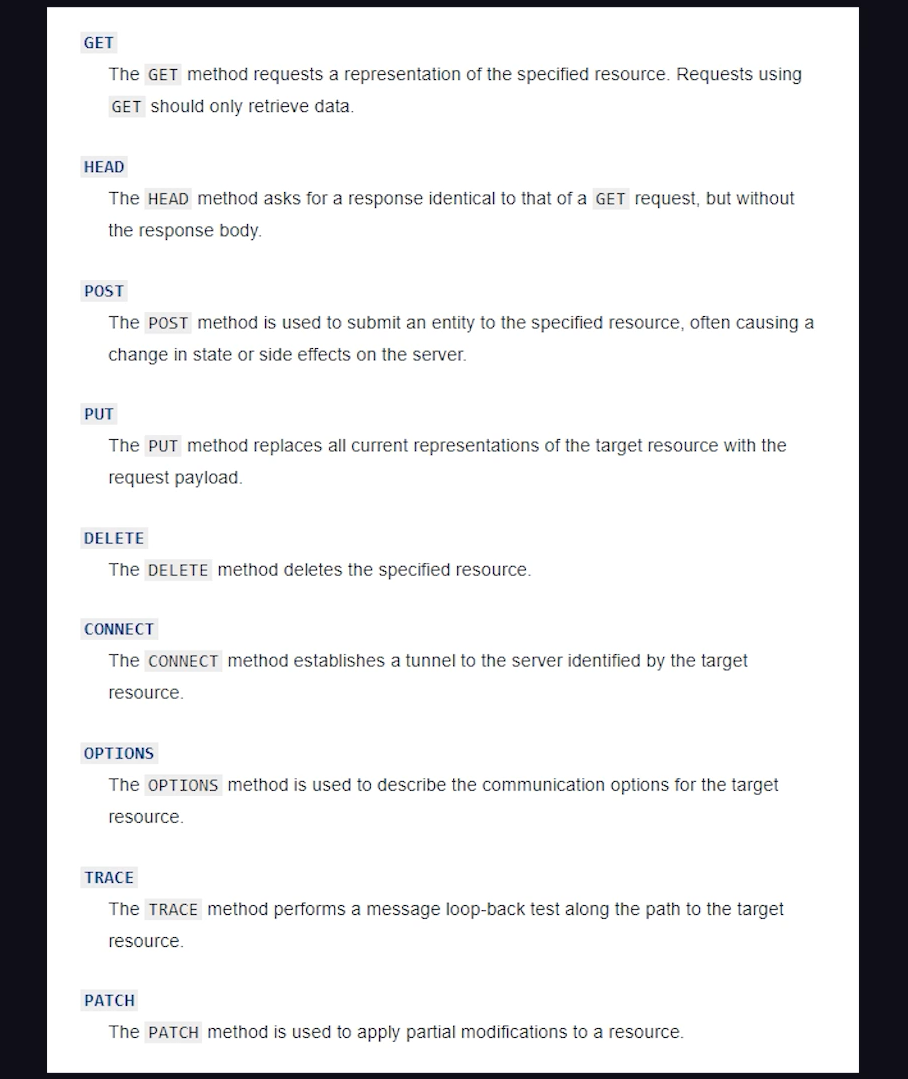 GET
The GET method requests a representation of the specified resource. Requests using
GET should only retrieve data.
HEAD
The HEAD method asks for a response identical to that of a GET request, but without
the response body.
POST
The POST method is used to submit an entity to the specified resource, often causing a
change in state or side effects on the server.
PUT
The PUT method replaces all current representations of the target resource with the
request payload.
DELETE
The DELETE method deletes the specified resource.
CONNECT
The CONNECT method establishes a tunnel to the server identified by the target
resource.
OPTIONS
The OPTIONS method is used to describe the communication options for the target
resource.
TRACE
The TRACE method performs a message loop-back test along the path to the target
resource.
PATCH
The PATCH method is used to apply partial modifications to a resource.